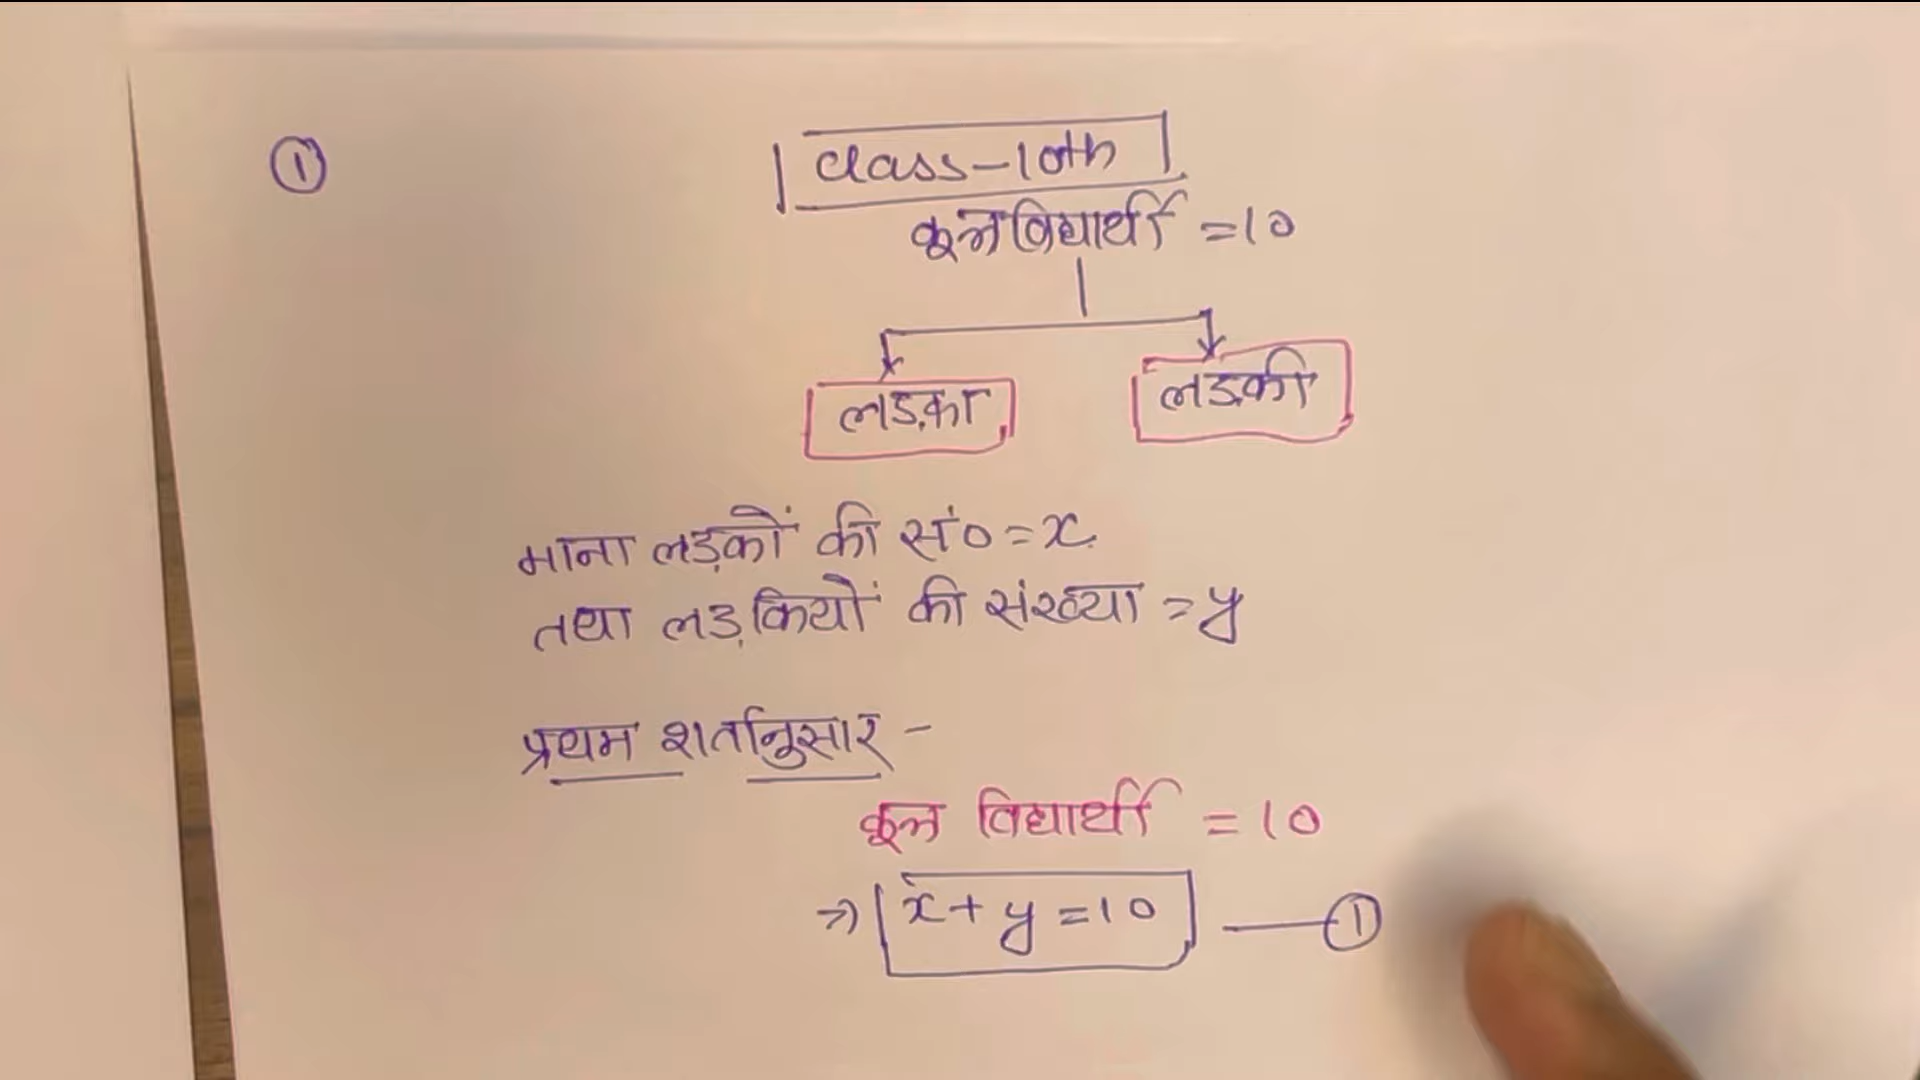 ①
class-10th
कुल विद्यार्थी = 10
लड़का लड़की
माना लड़कों की सं० = x
तथा लड़कियों की संख्या = y
प्रथम शर्तानुसार -
कुल विद्यार्थी = 10
⇒ x + y = 10 —— ①